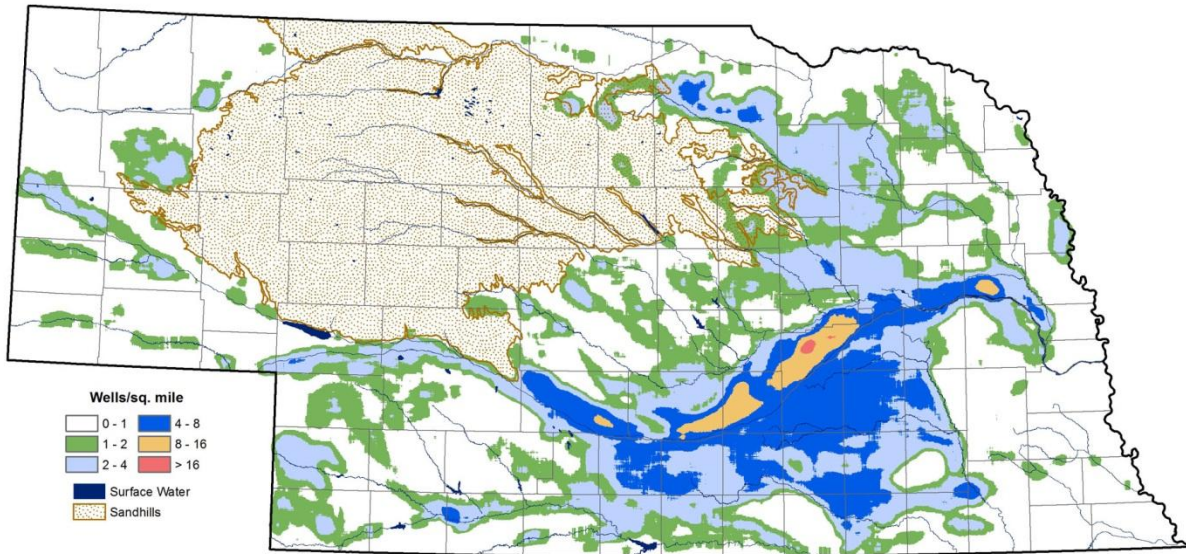 Wells/sq. mile
0 - 1
4 - 8
1 - 2
8 - 16
2 - 4
> 16
Surface Water
Sandhills